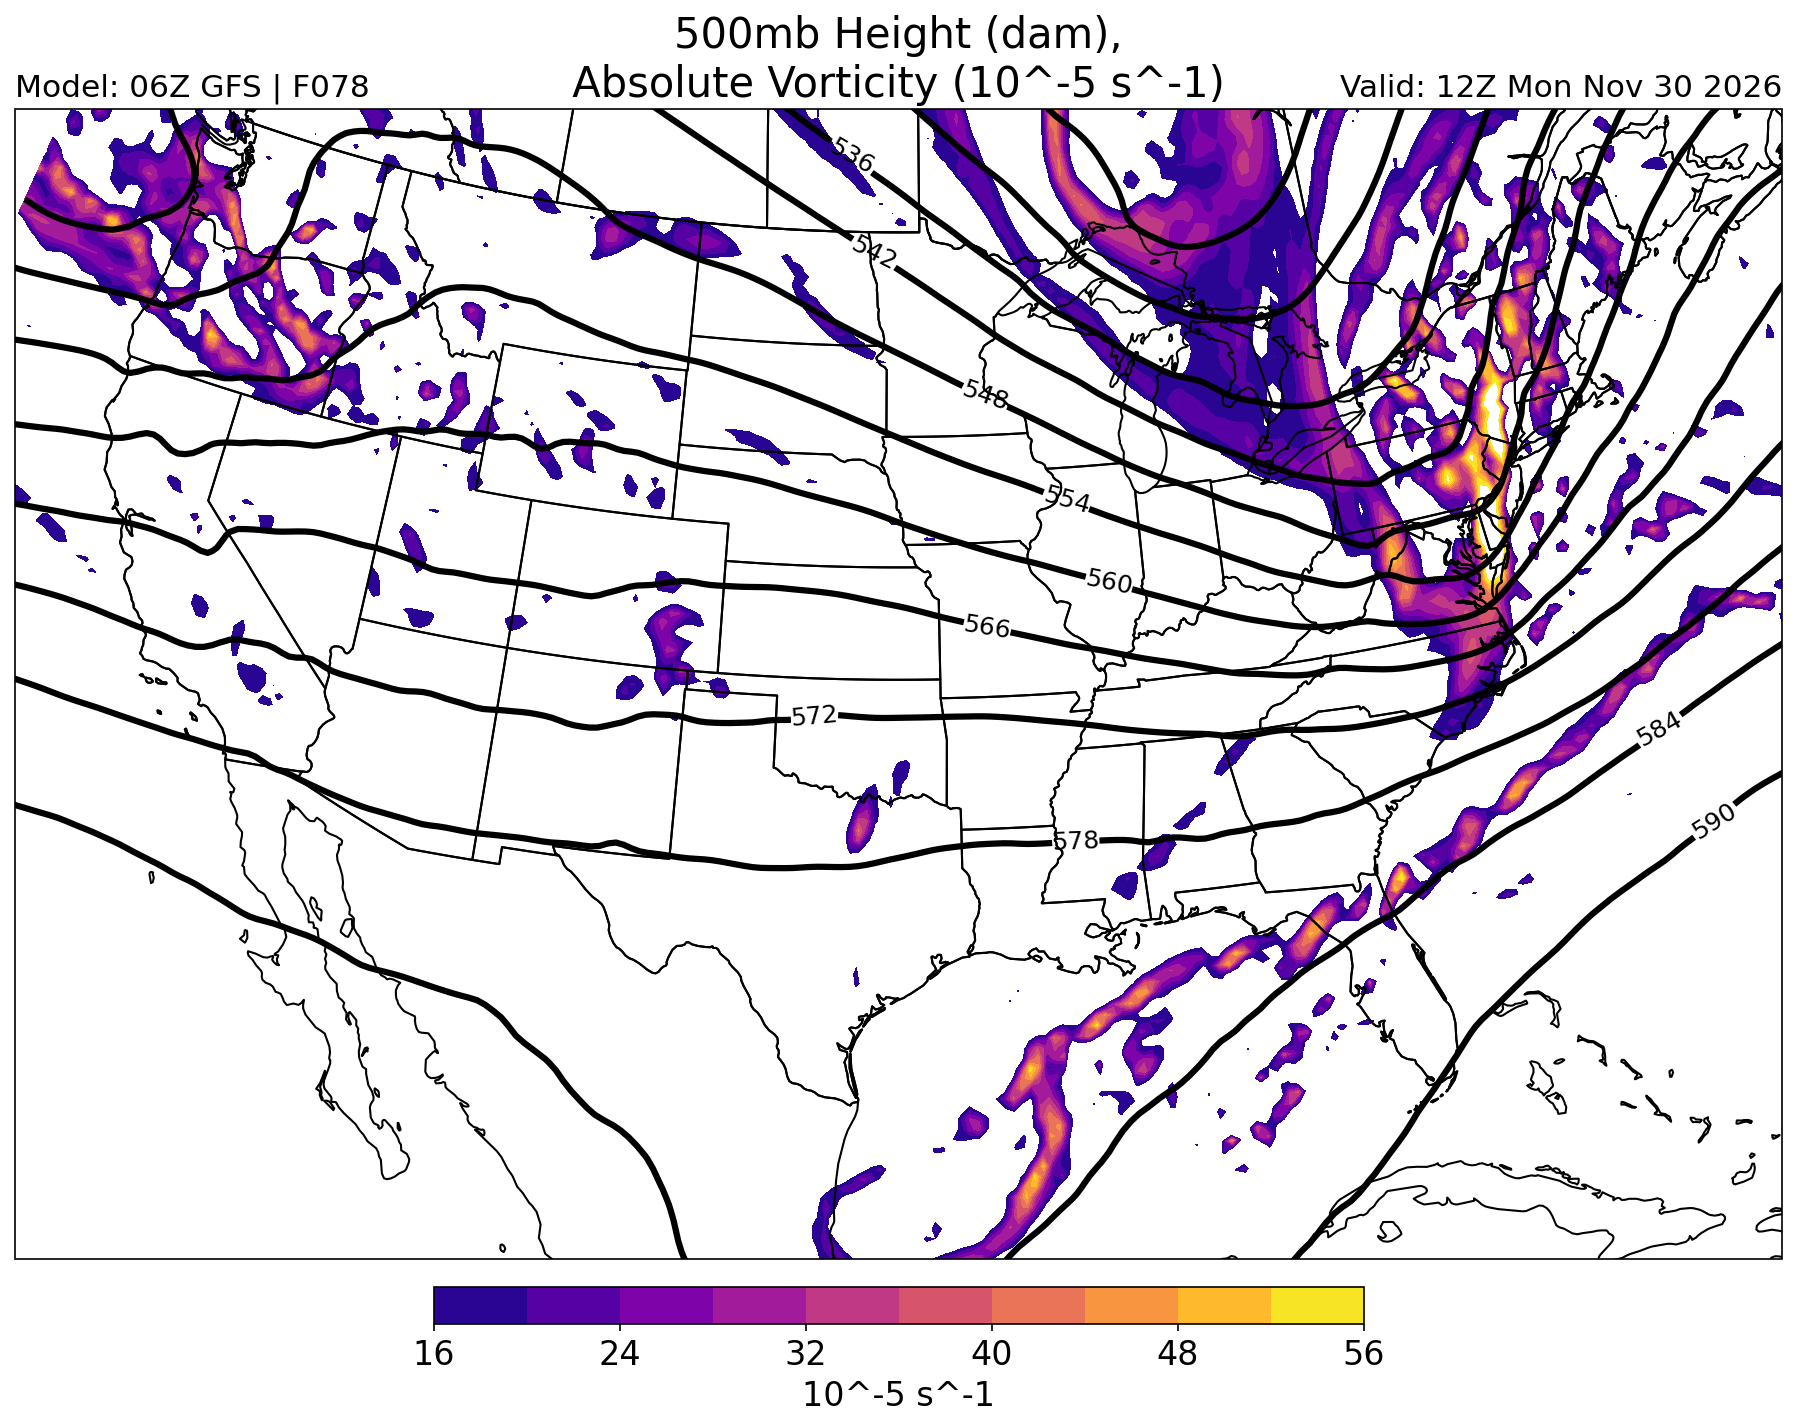 500mb Height (dam),
Model: 06Z GFS | F078
Absolute Vorticity (10^-5 s^-1)
Valid: 12Z Mon Nov 30 2026
536
542
548
554
560
566
572
578
584
590
16 24 32 40 48 56
10^-5 s^-1